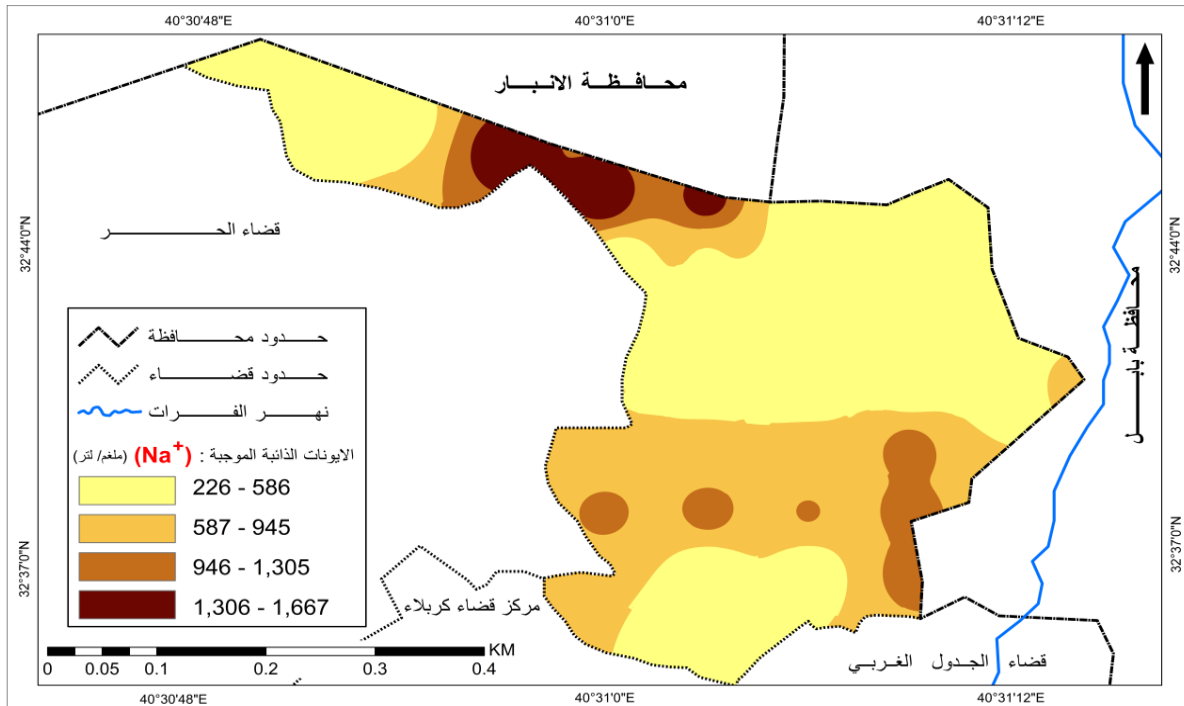 40°30'48"E 40°31'0"E 40°31'12"E
محافظة الانبار
32°44'0"N
32°44'0"N
قضاء الحر
محافظة بابل
حدود محافظة
حدود قضاء
نهر الفرات
الايونات الذائبة الموجبة : (Na+) (ملغم/ لتر)
226 - 586
587 - 945
946 - 1,305
1,306 - 1,667
32°37'0"N
32°37'0"N
مركز قضاء كربلاء
قضاء الجدول الغربي
KM
0 0.05 0.1 0.2 0.3 0.4
40°30'48"E 40°31'0"E 40°31'12"E